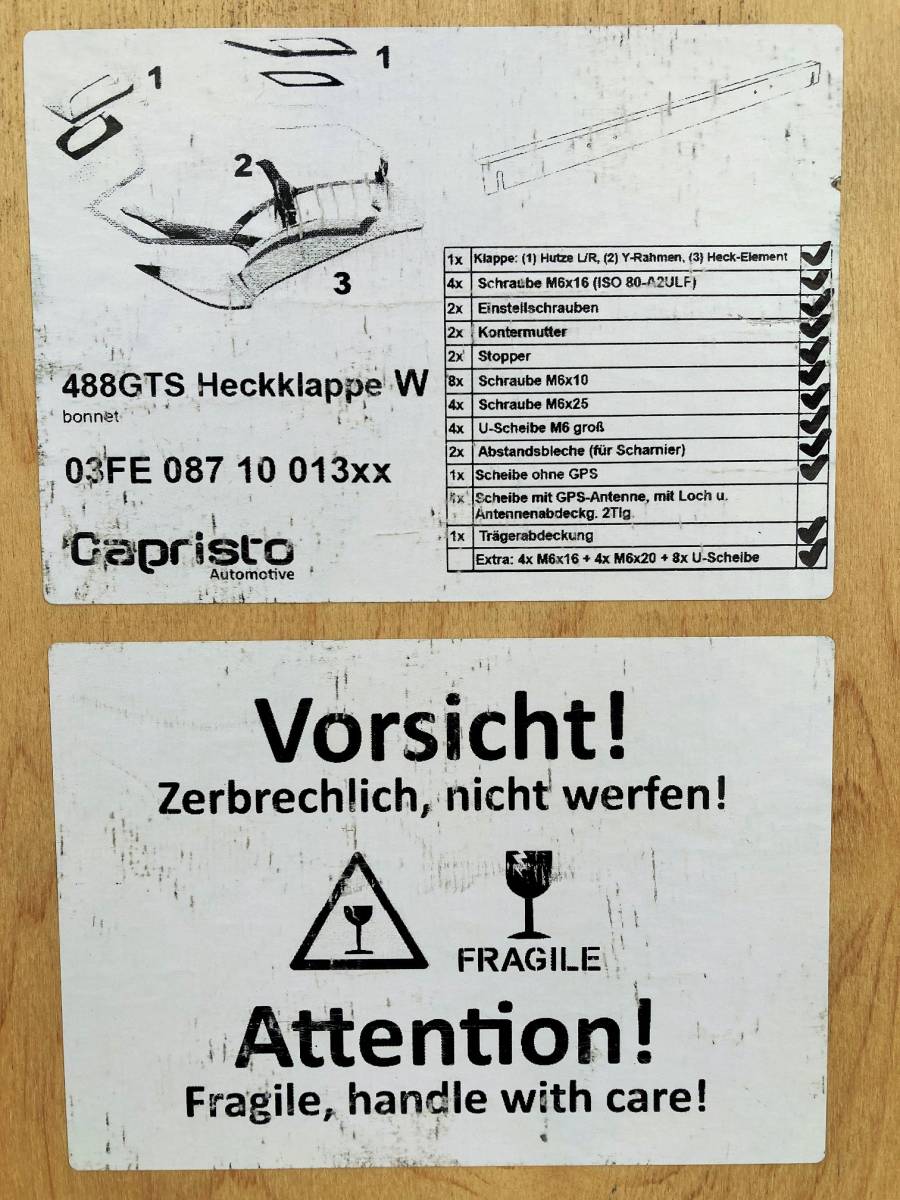 1
1
2
3
488GTS Heckklappe W
bonnet
03FE 087 10 013xx
Capristo
Automotive
1x Klappe: (1) Hutze L/R, (2) Y-Rahmen, (3) Heck-Element
4x Schraube M6x16 (ISO 80-A2ULF)
2x Einstellschrauben
2x Kontermutter
2x Stopper
8x Schraube M6x10
4x Schraube M6x25
4x U-Scheibe M6 groß
2x Abstandsbleche (für Scharnier)
1x Scheibe ohne GPS
1x Scheibe mit GPS-Antenne, mit Loch u.
Antennenabdeckg. 2Tlg
1x Trägerabdeckung
Extra: 4x M6x16 + 4x M6x20 + 8x U-Scheibe
Vorsicht!
Zerbrechlich, nicht werfen!
FRAGILE
Attention!
Fragile, handle with care!